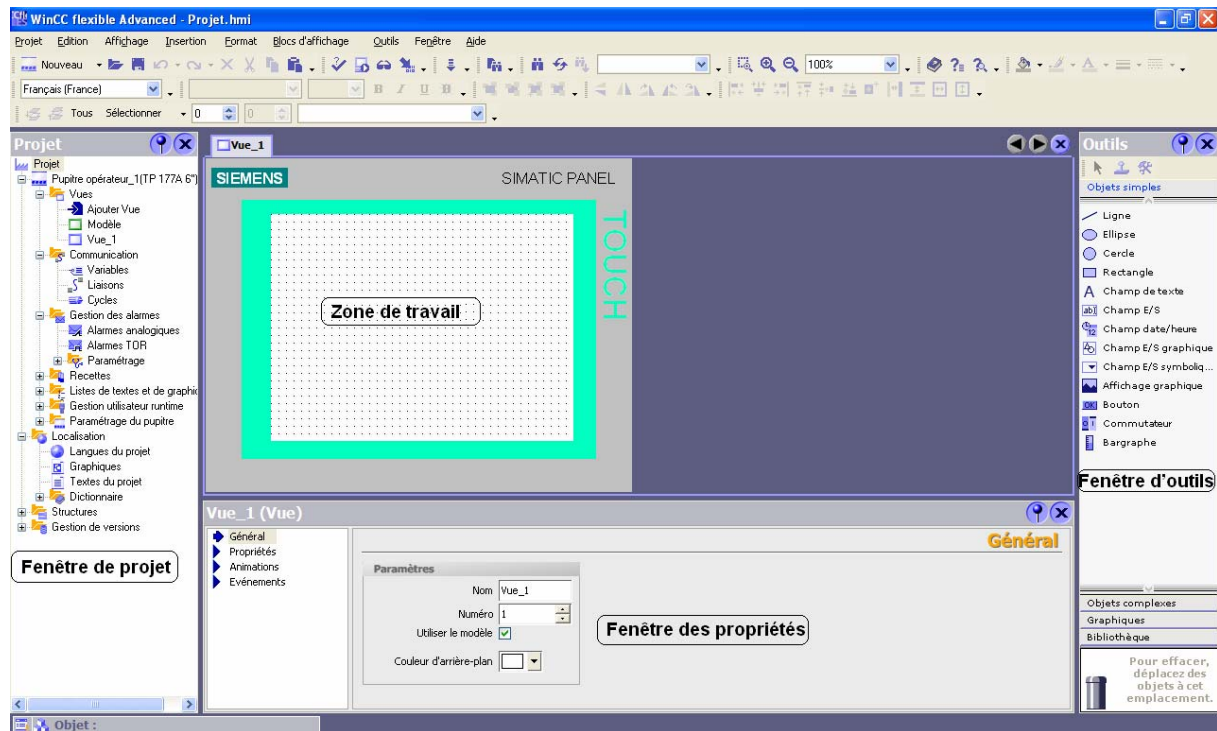 WinCC flexible Advanced - Projet.hmi
Projet Edition Affichage Insertion Format Blocs d'affichage Outils Fenêtre Aide
Nouveau 100%
Français (France) B I U
Tous Sélectionner 0 0
Projet
Projet
Pupitre opérateur_1(TP 177A 6")
Vues
Ajouter Vue
Modèle
Vue_1
Communication
Variables
Liaisons
Cycles
Gestion des alarmes
Alarmes analogiques
Alarmes TOR
Paramétrage
Recettes
Listes de textes et de graphic
Gestion utilisateur runtime
Paramétrage du pupitre
Localisation
Langues du projet
Graphiques
Textes du projet
Dictionnaire
Structures
Gestion de versions
Fenêtre de projet
Vue_1
SIEMENS SIMATIC PANEL
TOUCH
Zone de travail
Vue_1 (Vue)
Général
Propriétés
Animations
Evénements
Général
Paramètres
Nom Vue_1
Numéro 1
Utiliser le modèle
Couleur d'arrière-plan
Fenêtre des propriétés
Outils
Objets simples
Ligne
Ellipse
Cercle
Rectangle
A Champ de texte
Champ E/S
Champ date/heure
Champ E/S graphique
Champ E/S symboliq...
Affichage graphique
OK Bouton
Commutateur
Bargraphe
Fenêtre d'outils
Objets complexes
Graphiques
Bibliothèque
Pour effacer,
déplacez des
objets à cet
emplacement.
Objet :